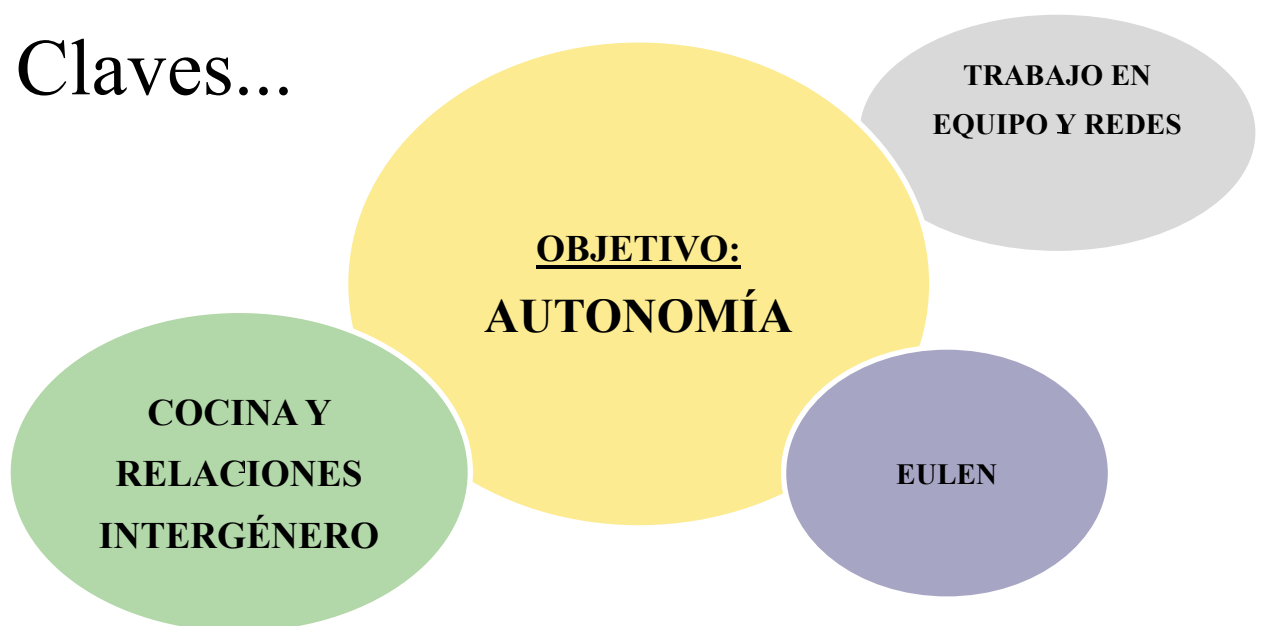 Claves...
TRABAJO EN
EQUIPO Y REDES
OBJETIVO:
AUTONOMÍA
COCINA Y
RELACIONES
INTERGÉNERO
EULEN